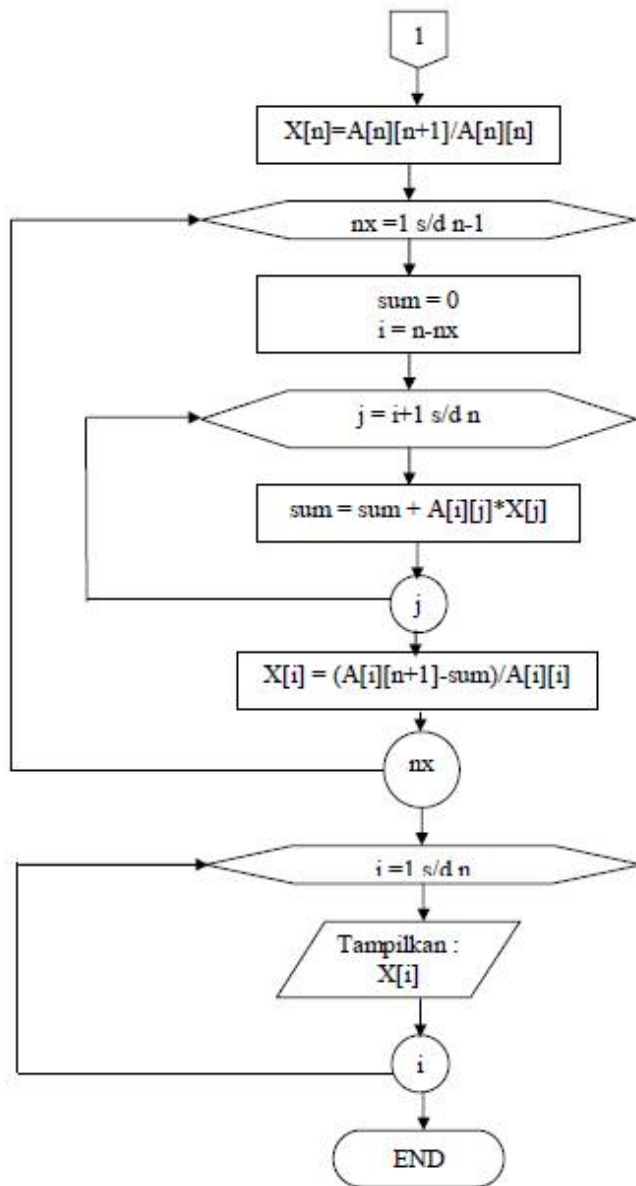 1
X[n]=A[n][n+1]/A[n][n]
nx =1 s/d n-1
sum = 0
i = n-nx
j = i+1 s/d n
sum = sum + A[i][j]*X[j]
j
X[i] = (A[i][n+1]-sum)/A[i][i]
nx
i =1 s/d n
Tampilkan :
X[i]
i
END